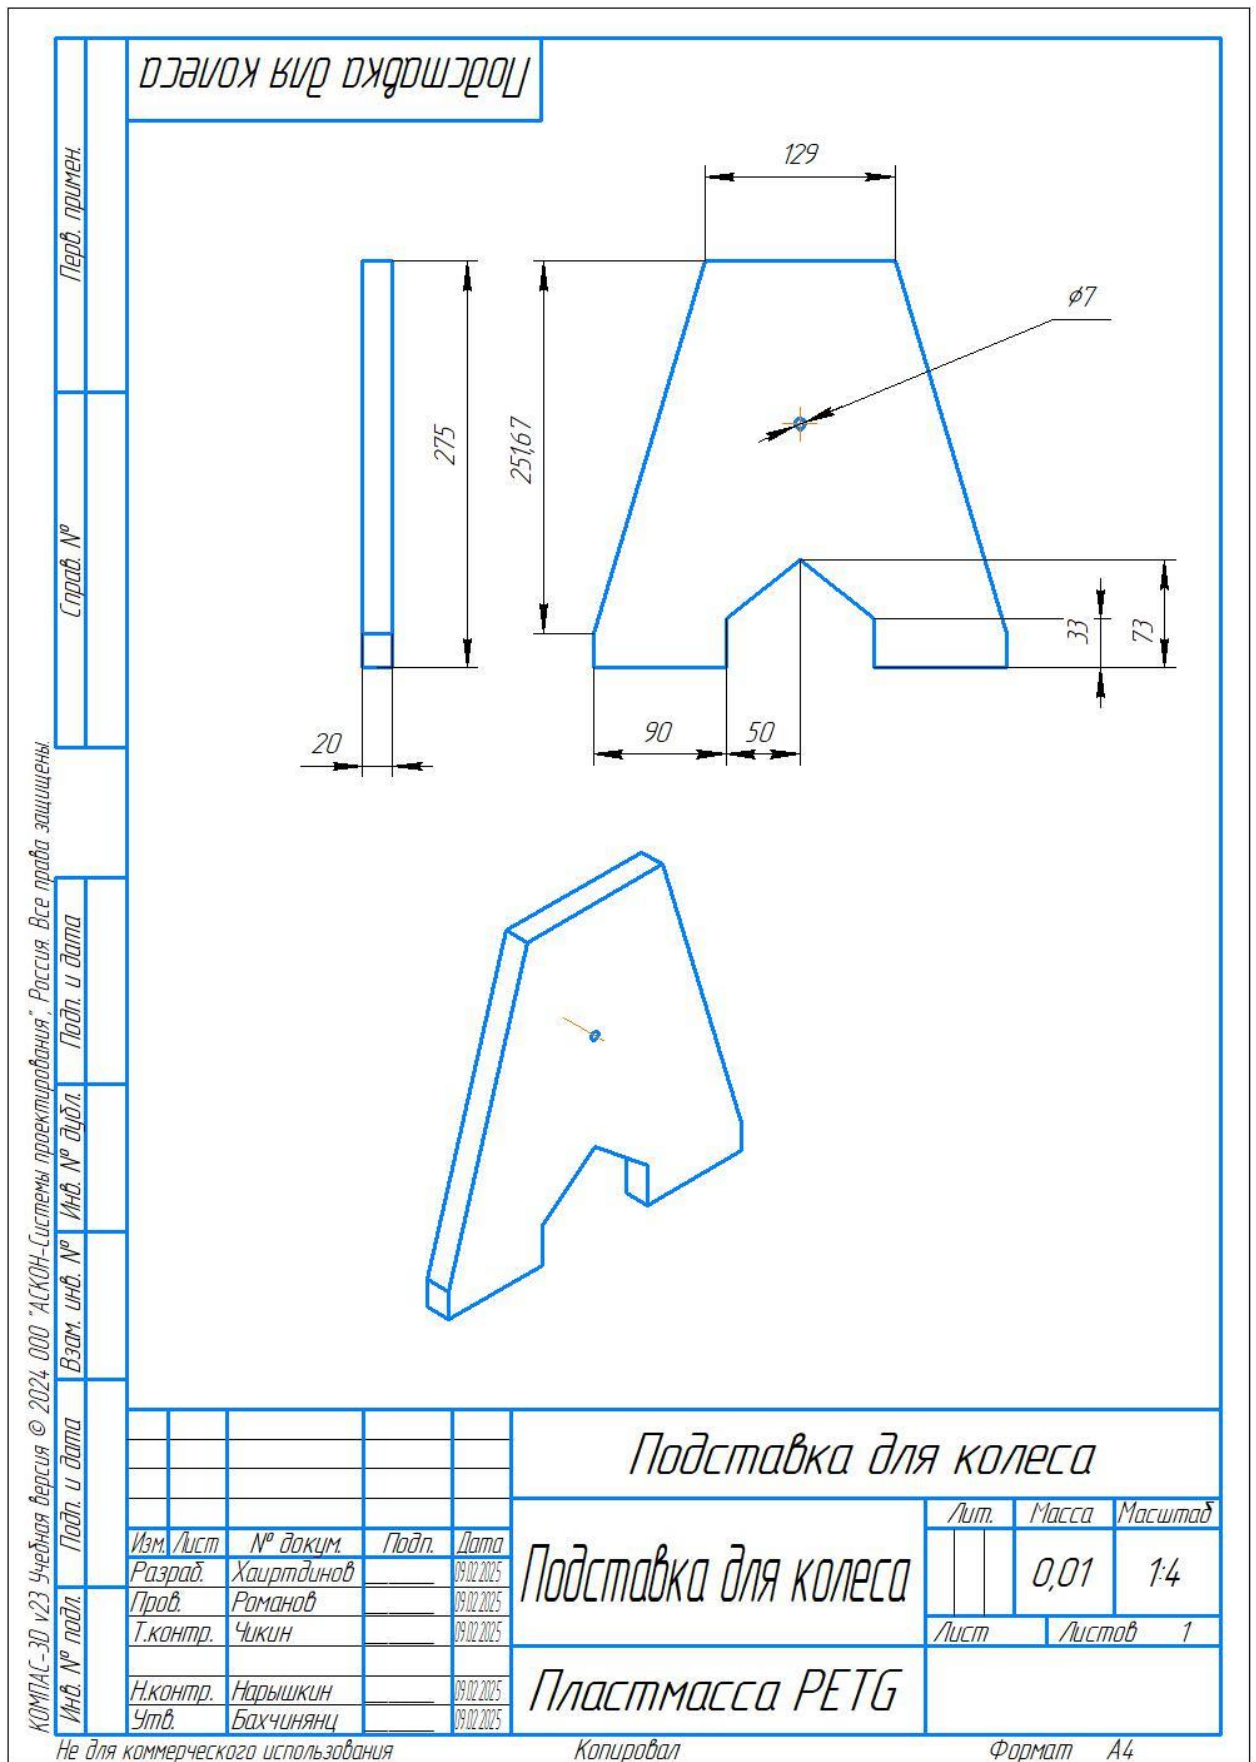 Подставка для колеса
Перв. примен.
Справ. №
Подп. и дата
Инв. № дубл.
Взам. инв. №
Подп. и дата
Инв. № подл.
КОМПАС-3D v23 Учебная версия © 2024 ООО "АСКОН-Системы проектирования", Россия. Все права защищены.
129
⌀7
275
251,67
33
73
20
90
50
Подставка для колеса
Лит. Масса Масштаб
Изм. Лист № докум. Подп. Дата
Разраб. Хаиртдинов 09.02.2025
Пров. Романов 09.02.2025
Т.контр. Чикин 09.02.2025
Н.контр. Нарышкин 09.02.2025
Утв. Бахчинянц 09.02.2025
Подставка для колеса
0,01 1:4
Лист Листов 1
Пластмасса PETG
Не для коммерческого использования Копировал Формат A4